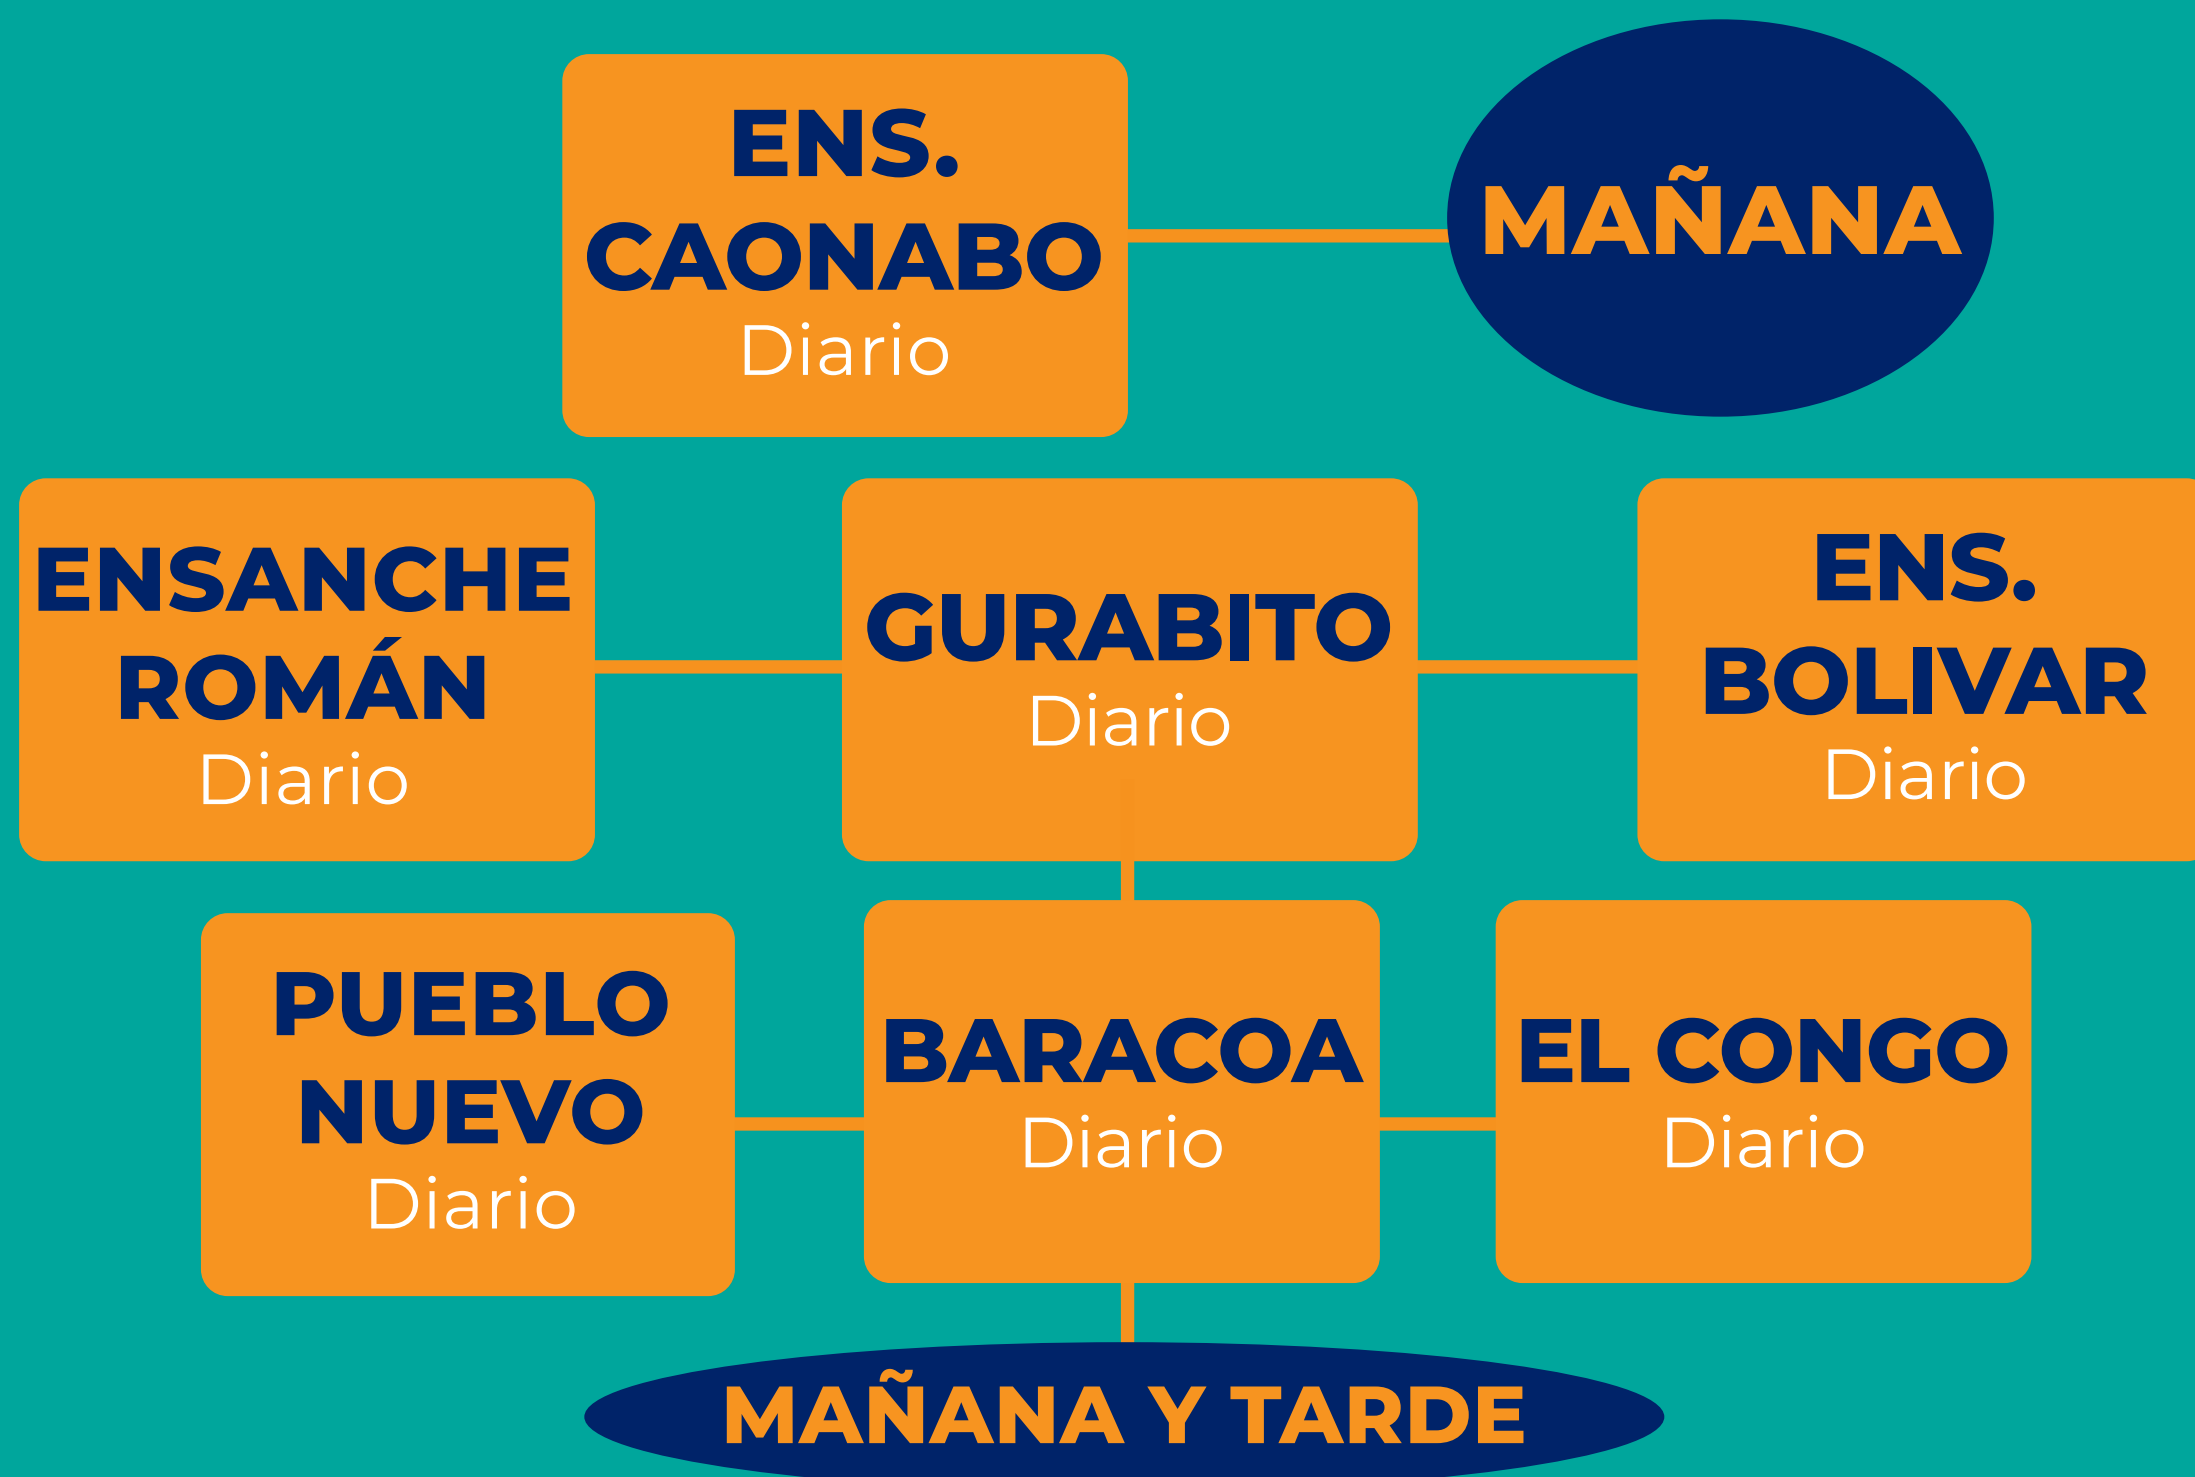 ENS.
CAONABO
Diario
MAÑANA
ENSANCHE
ROMÁN
Diario
GURABITO
Diario
ENS.
BOLIVAR
Diario
PUEBLO
NUEVO
Diario
BARACOA
Diario
EL CONGO
Diario
MAÑANA Y TARDE